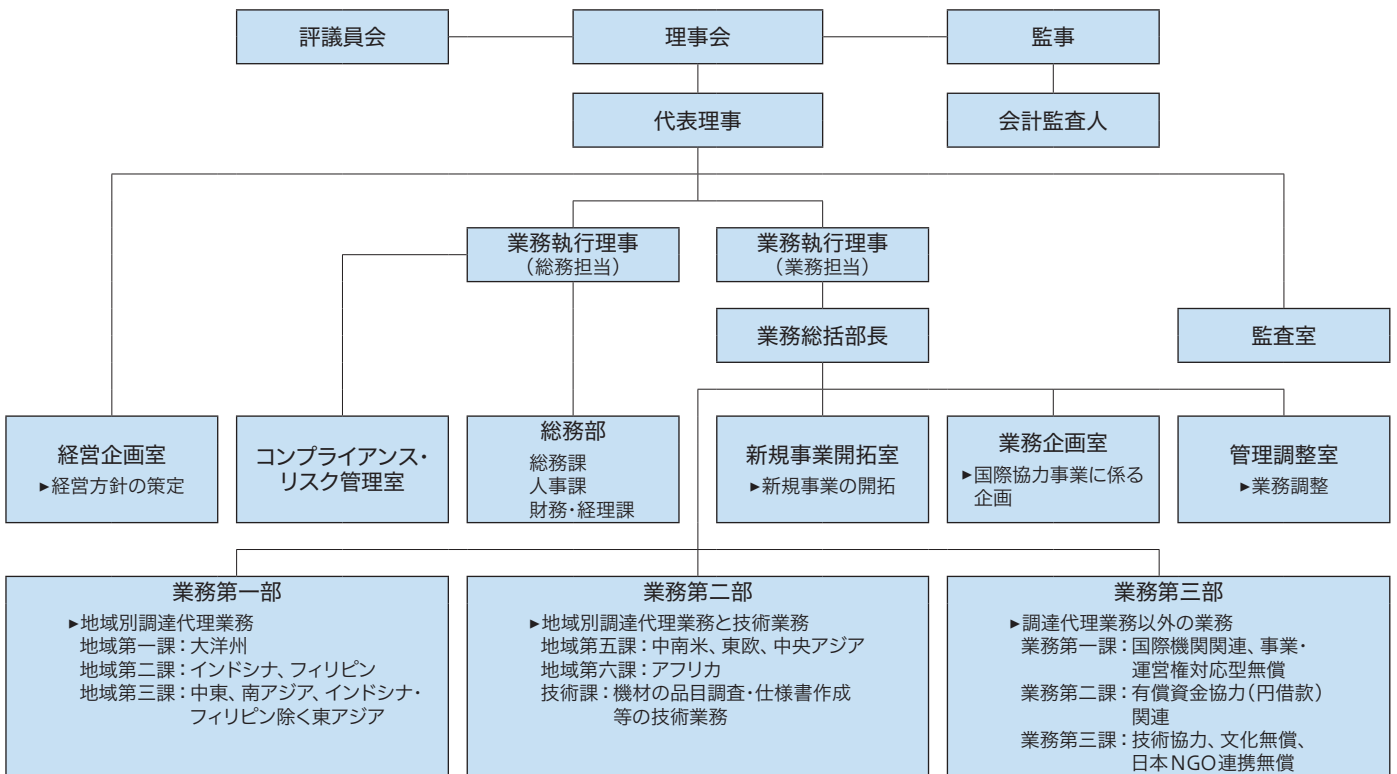 評議員会
理事会
監事
代表理事
会計監査人
業務執行理事
（総務担当）
業務執行理事
（業務担当）
業務総括部長
監査室
経営企画室
▶経営方針の策定
コンプライアンス・
リスク管理室
総務部
総務課
人事課
財務・経理課
新規事業開拓室
▶新規事業の開拓
業務企画室
▶国際協力事業に係る
企画
管理調整室
▶業務調整
業務第一部
▶地域別調達代理業務
地域第一課：大洋州
地域第二課：インドシナ、フィリピン
地域第三課：中東、南アジア、インドシナ・
フィリピン除く東アジア
業務第二部
▶地域別調達代理業務と技術業務
地域第五課：中南米、東欧、中央アジア
地域第六課：アフリカ
技術課：機材の品目調査・仕様書作成
等の技術業務
業務第三部
▶調達代理業務以外の業務
業務第一課：国際機関関連、事業・
運営権対応型無償
業務第二課：有償資金協力（円借款）
関連
業務第三課：技術協力、文化無償、
日本NGO連携無償